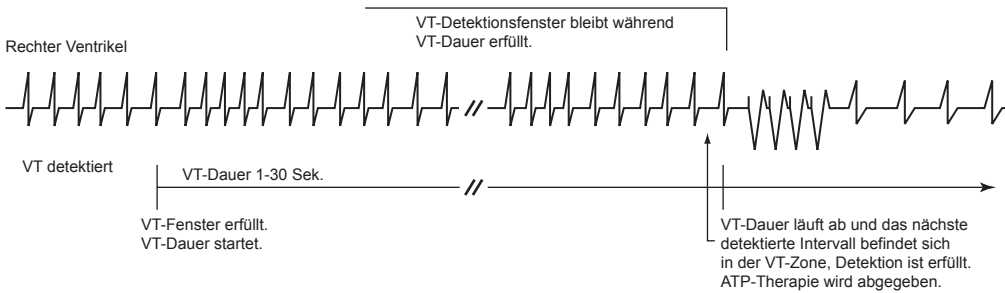 VT-Detektionsfenster bleibt während
VT-Dauer erfüllt.
Rechter Ventrikel
VT detektiert
VT-Dauer 1-30 Sek.
VT-Fenster erfüllt.
VT-Dauer startet.
VT-Dauer läuft ab und das nächste
detektierte Intervall befindet sich
in der VT-Zone, Detektion ist erfüllt.
ATP-Therapie wird abgegeben.